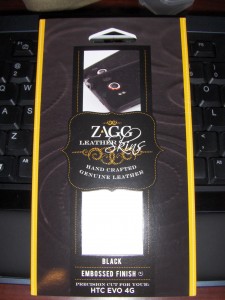 ZAGG
LEATHER Skins
HAND CRAFTED
GENUINE LEATHER
BLACK
EMBOSSED FINISH
PRECISION CUT FOR YOUR:
HTC EVO 4G